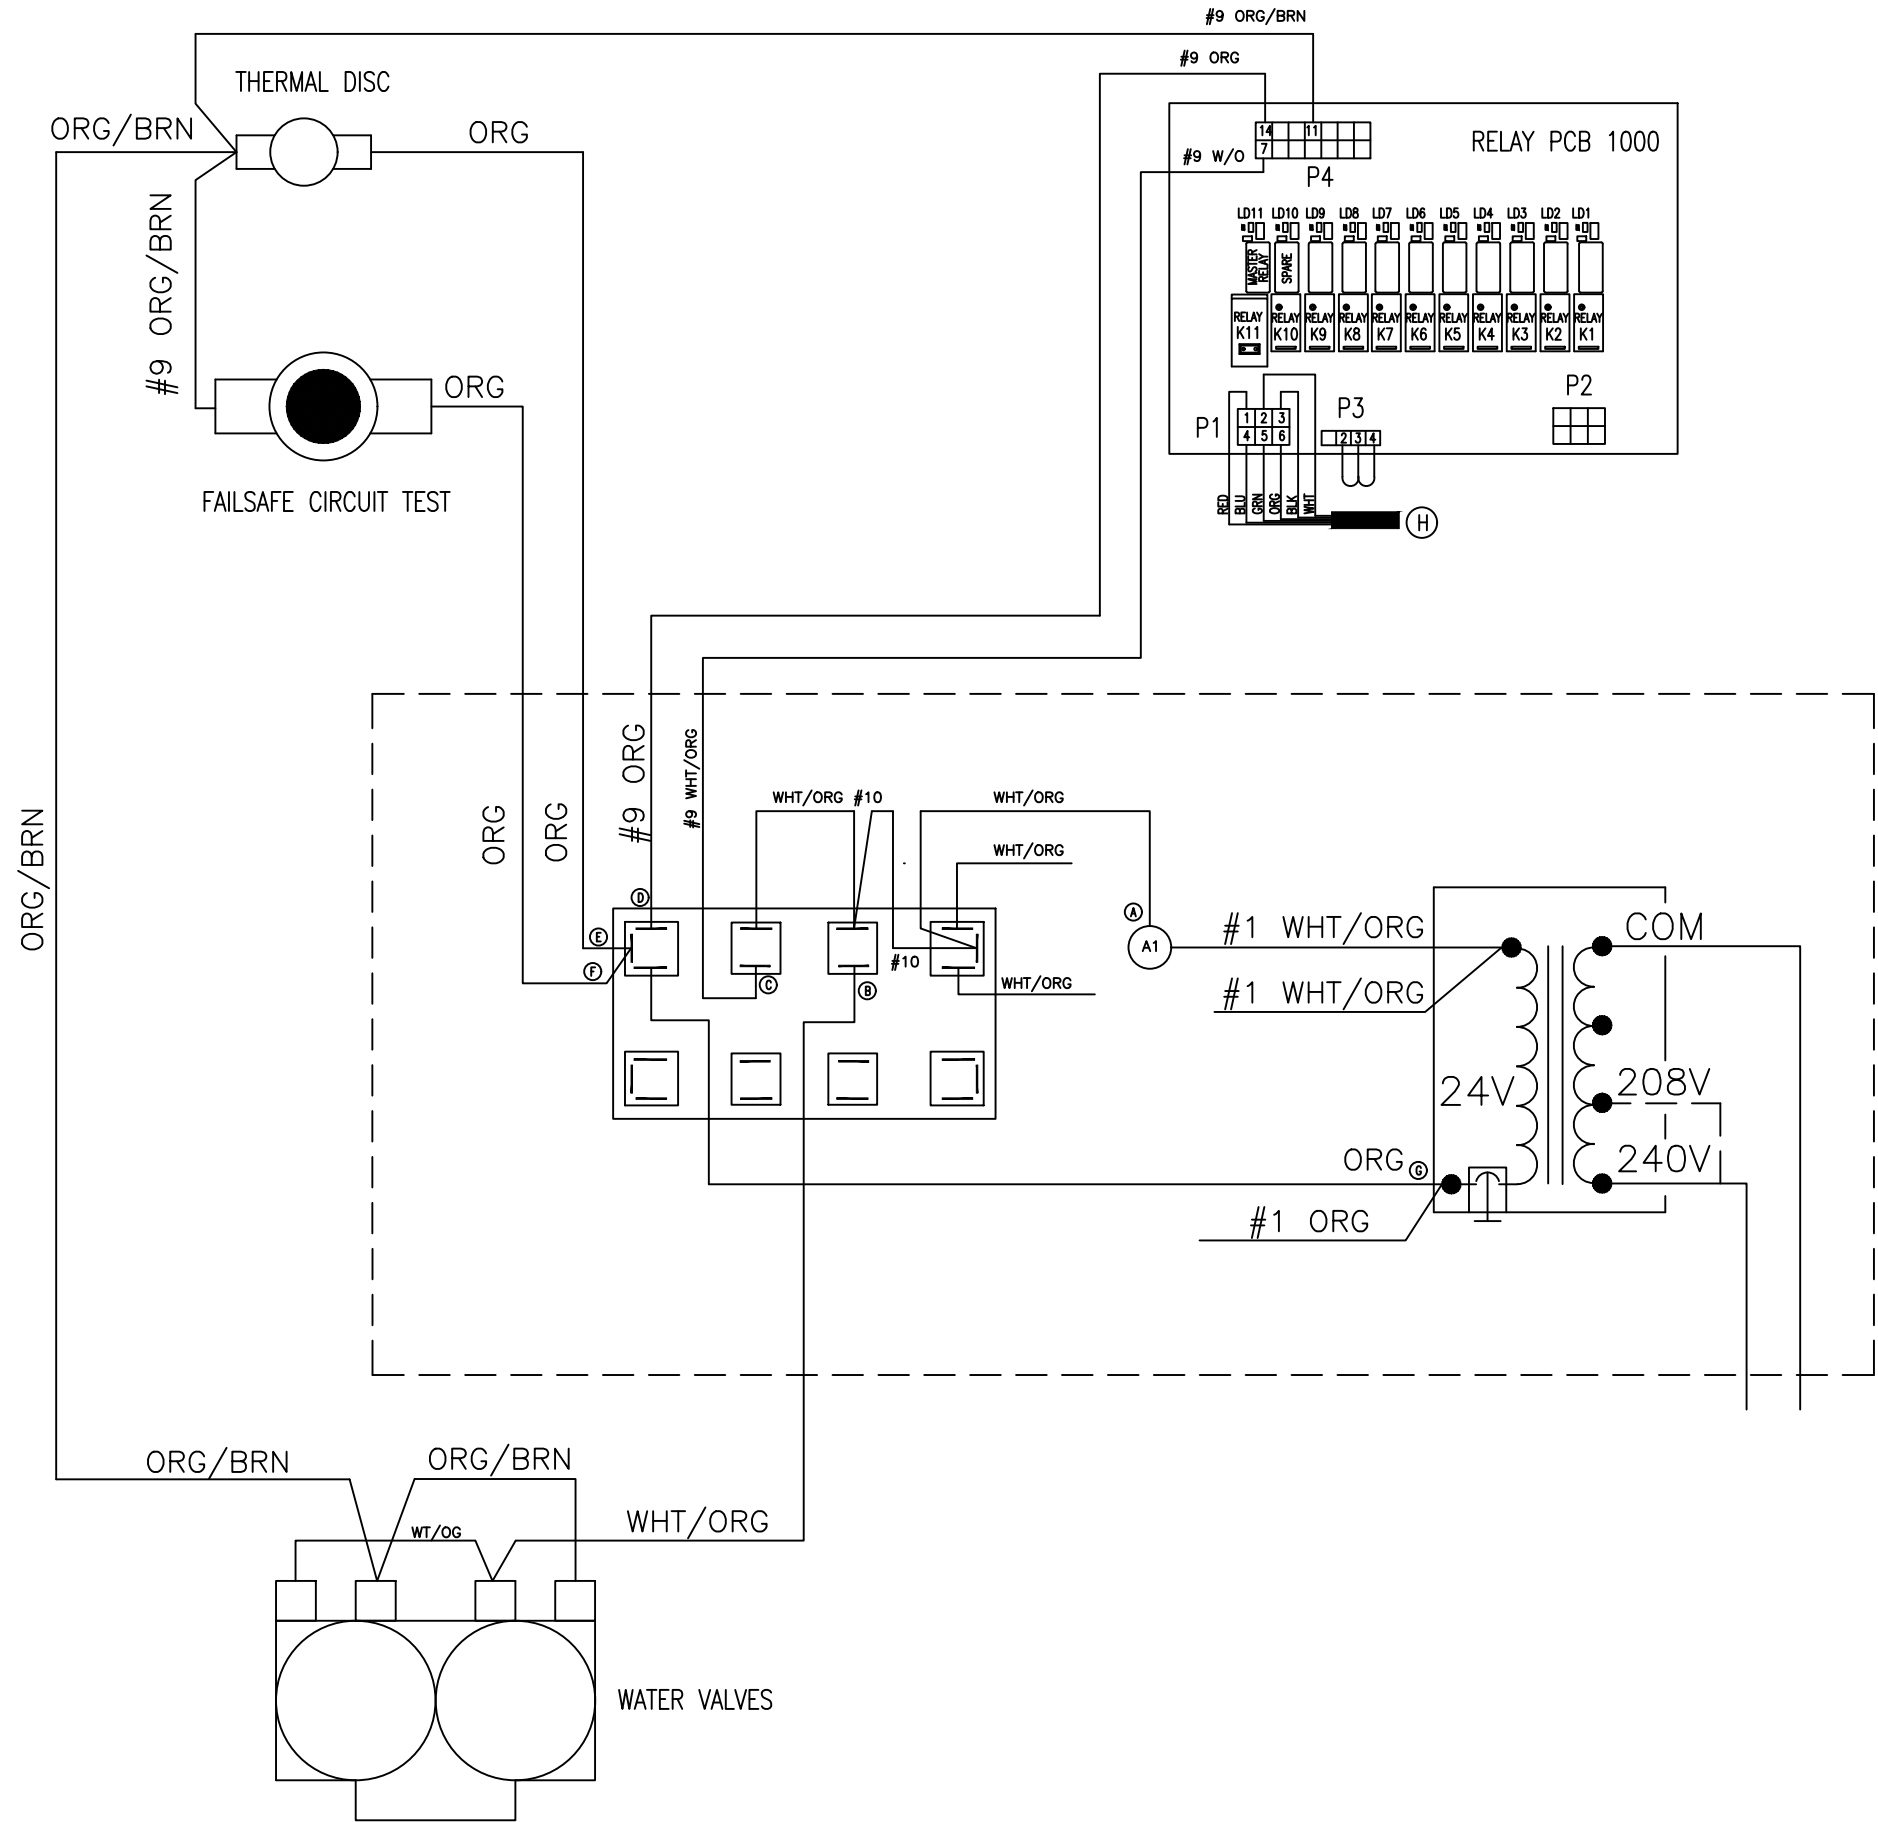 #9 ORG/BRN
#9 ORG
THERMAL DISC
ORG/BRN
ORG
14 11
7
RELAY PCB 1000
#9 W/O
P4
#9 ORG/BRN
LD11 LD10 LD9 LD8 LD7 LD6 LD5 LD4 LD3 LD2 LD1
MASTER RELAY
SPARE
RELAY K11
RELAY K10
RELAY K9
RELAY K8
RELAY K7
RELAY K6
RELAY K5
RELAY K4
RELAY K3
RELAY K2
RELAY K1
ORG
P2
P3
P1
1 2 3
4 5 6
2 3 4
FAILSAFE CIRCUIT TEST
RED
BLU
GRN
ORG
BLK
WHT
H
ORG
ORG
#9 ORG
#9 WHT/ORG
WHT/ORG #10
WHT/ORG
WHT/ORG
ORG/BRN
D
E
F
C
B
#10
WHT/ORG
A
A1
#1 WHT/ORG
#1 WHT/ORG
COM
24V
208V
240V
ORG
G
#1 ORG
ORG/BRN
ORG/BRN
WT/OG
WHT/ORG
WATER VALVES